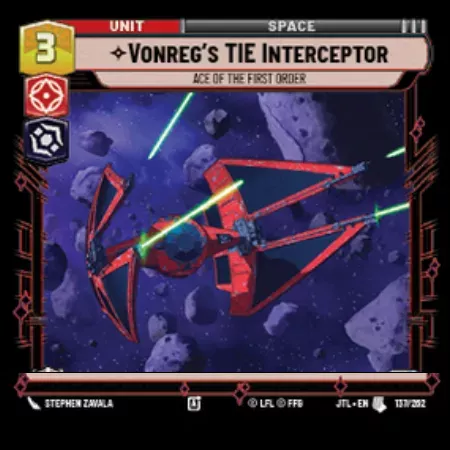 UNIT SPACE
3
VONREG'S TIE INTERCEPTOR
ACE OF THE FIRST ORDER
STEPHEN ZAVALA © LFL © FFG JTL • EN 137/262